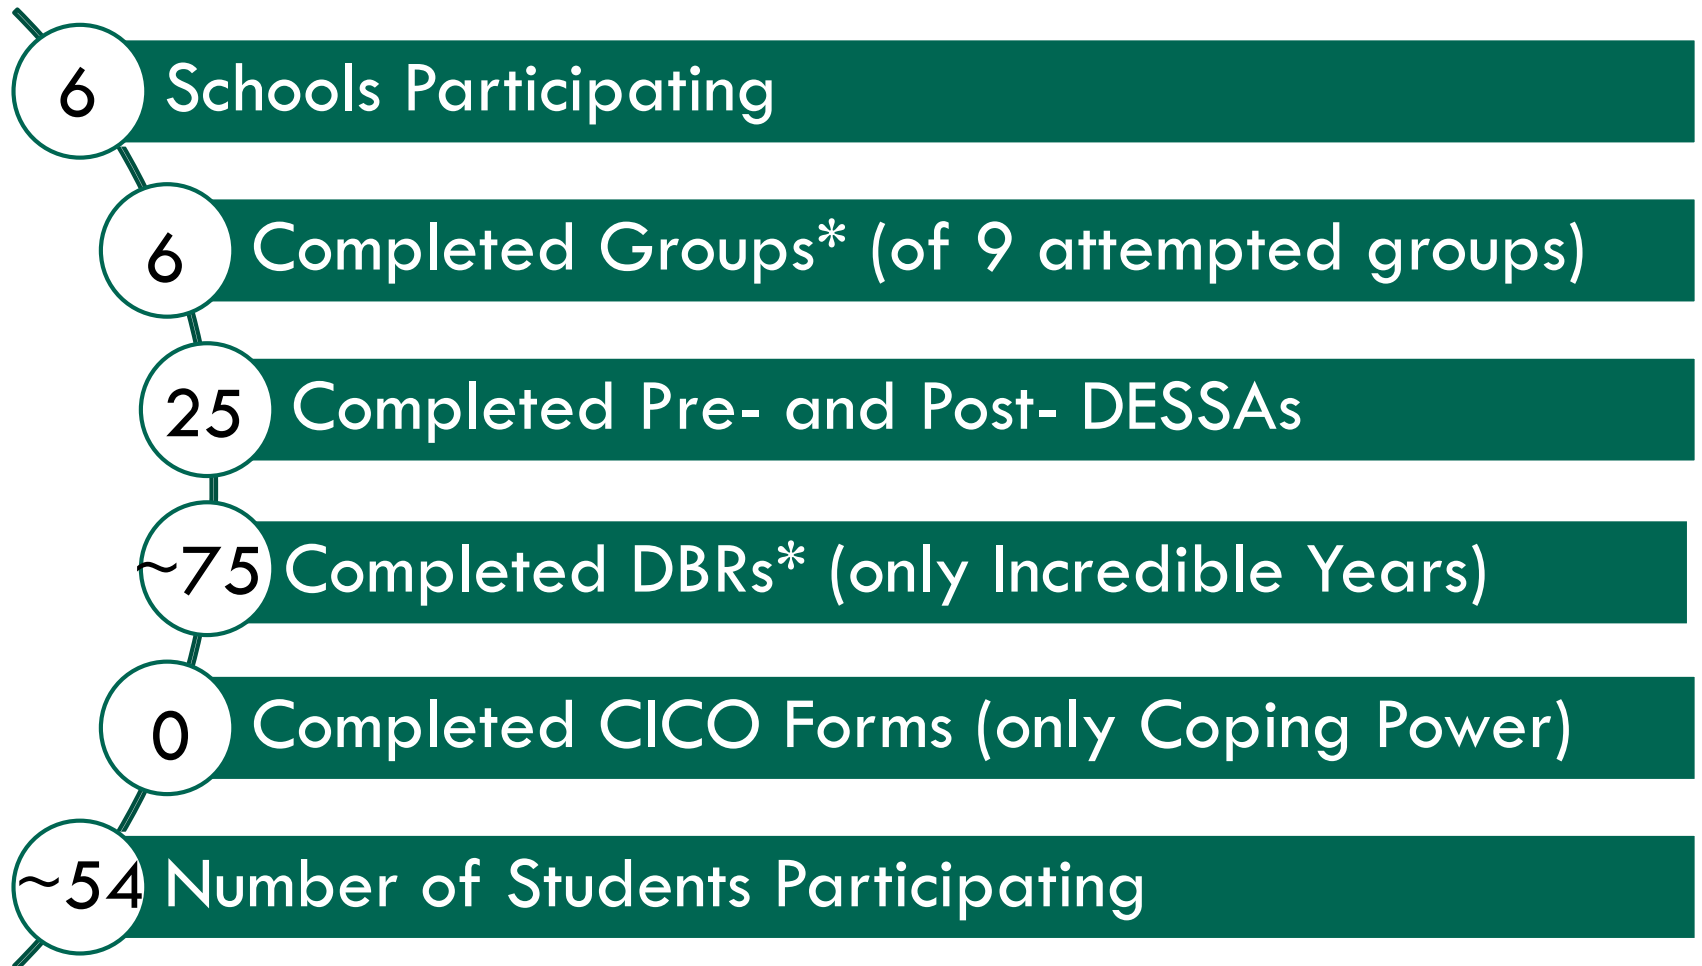 6 Schools Participating
6 Completed Groups* (of 9 attempted groups)
25 Completed Pre- and Post- DESSAs
~75 Completed DBRs* (only Incredible Years)
0 Completed CICO Forms (only Coping Power)
~54 Number of Students Participating